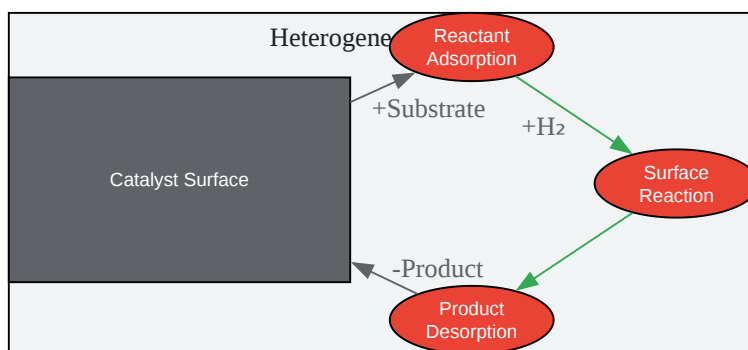 Heterogene
Reactant
Adsorption
+Substrate
+H₂
Catalyst Surface
Surface
Reaction
-Product
Product
Desorption